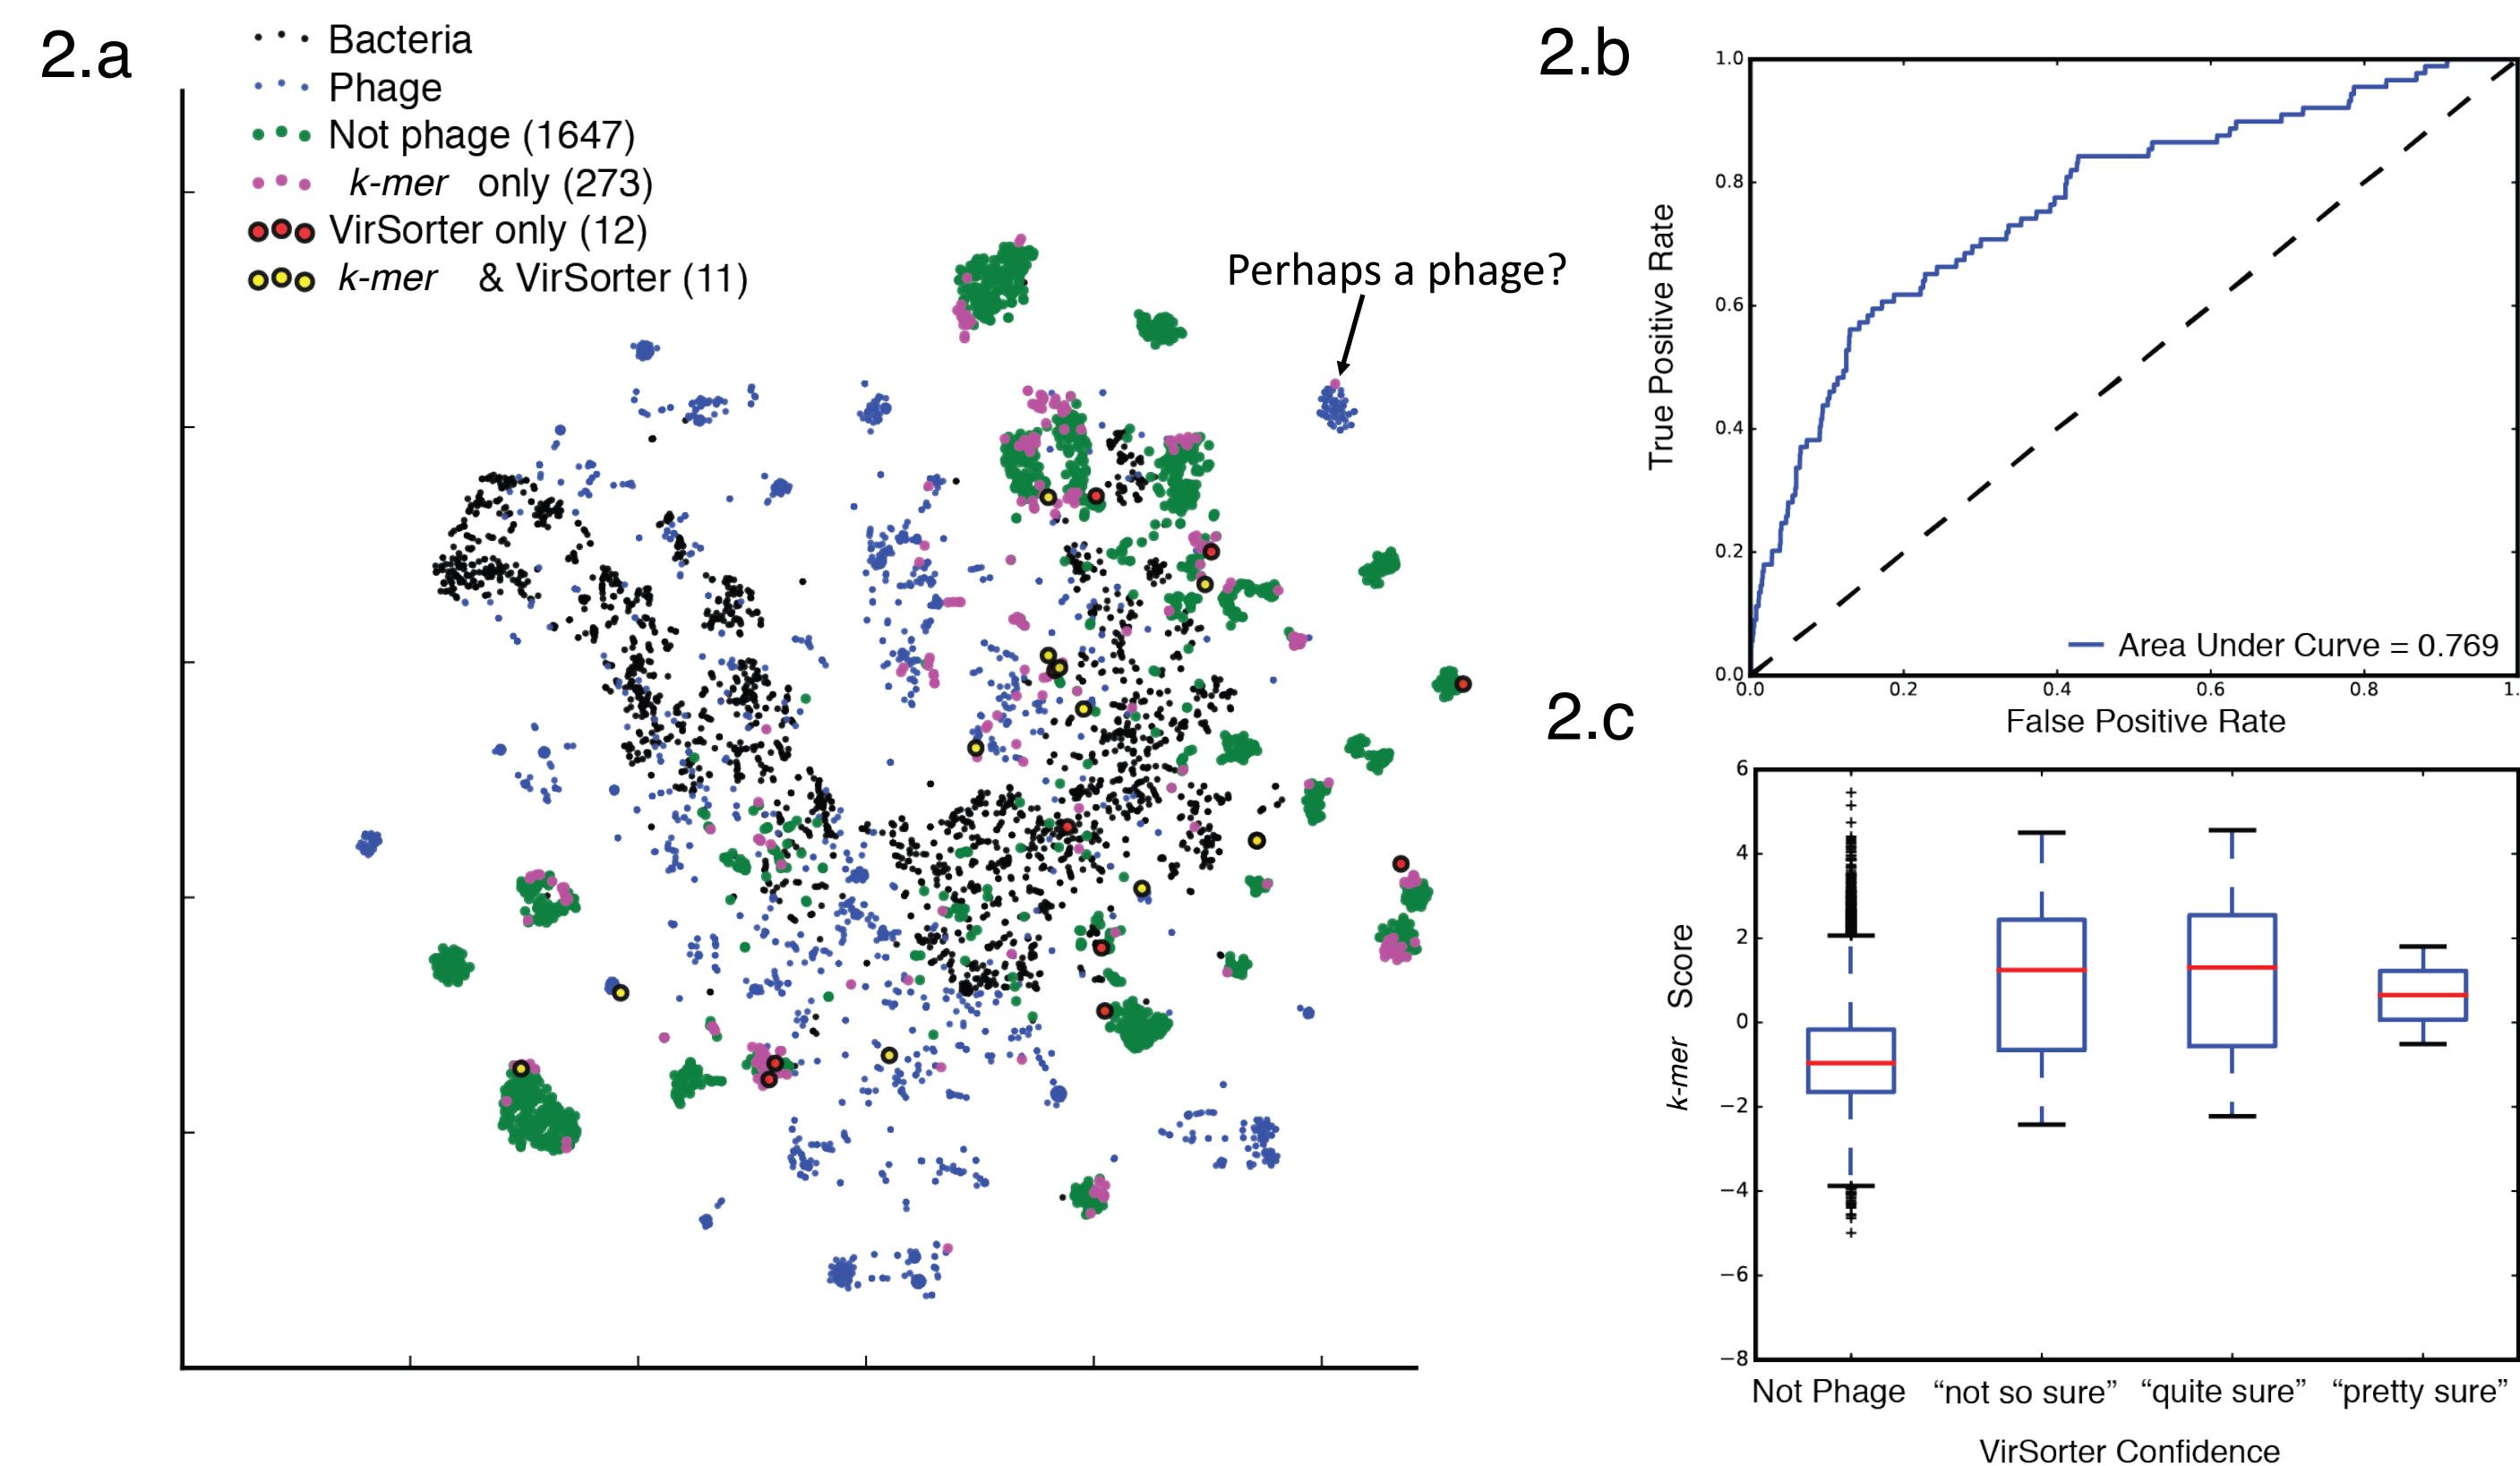 2.a
Bacteria
Phage
Not phage (1647)
k-mer only (273)
VirSorter only (12)
k-mer & VirSorter (11)
Perhaps a phage?
2.b
1.0
0.8
0.6
0.4
0.2
0.0
True Positive Rate
Area Under Curve = 0.769
0.0 0.2 0.4 0.6 0.8 1.
False Positive Rate
2.c
6
4
2
0
−2
−4
−6
−8
k-mer Score
Not Phage “not so sure” “quite sure” “pretty sure”
VirSorter Confidence